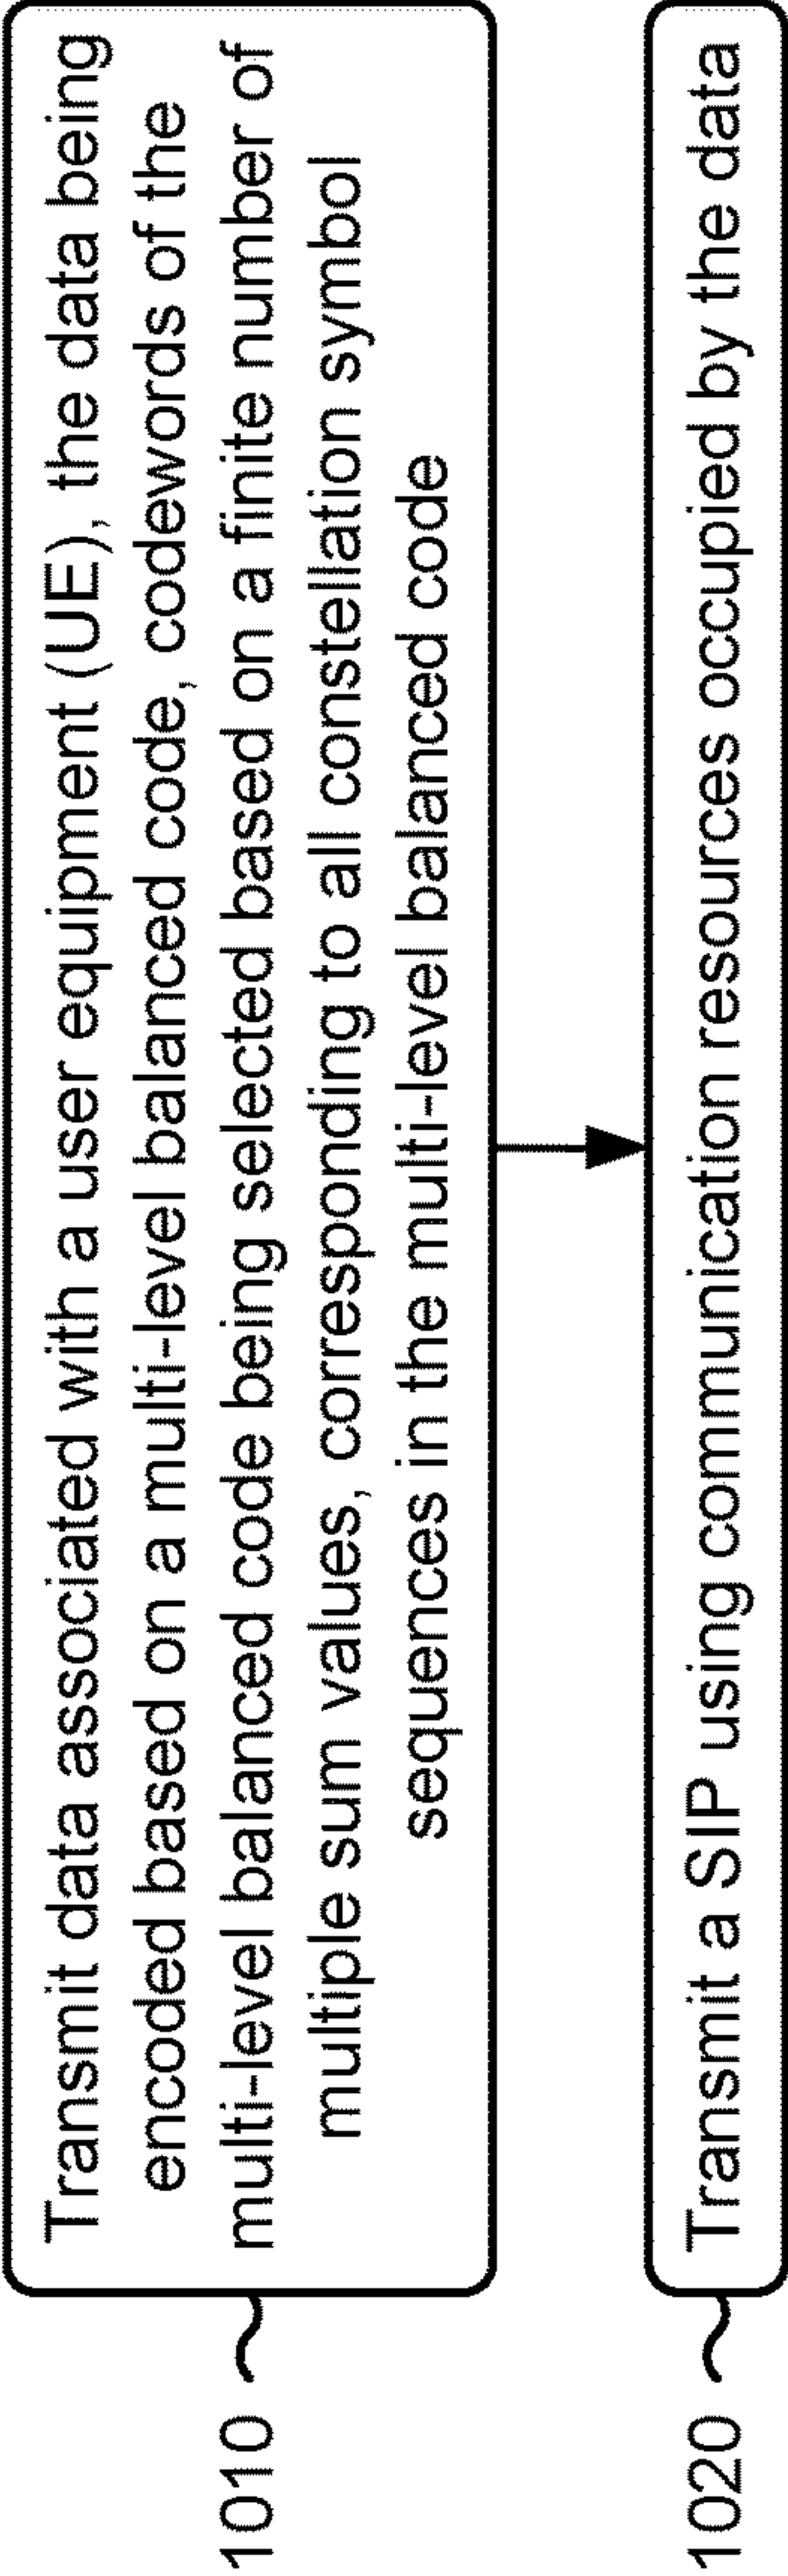 1010
Transmit data associated with a user equipment (UE), the data being
encoded based on a multi-level balanced code, codewords of the
multi-level balanced code being selected based on a finite number of
multiple sum values, corresponding to all constellation symbol
sequences in the multi-level balanced code
1020
Transmit a SIP using communication resources occupied by the data